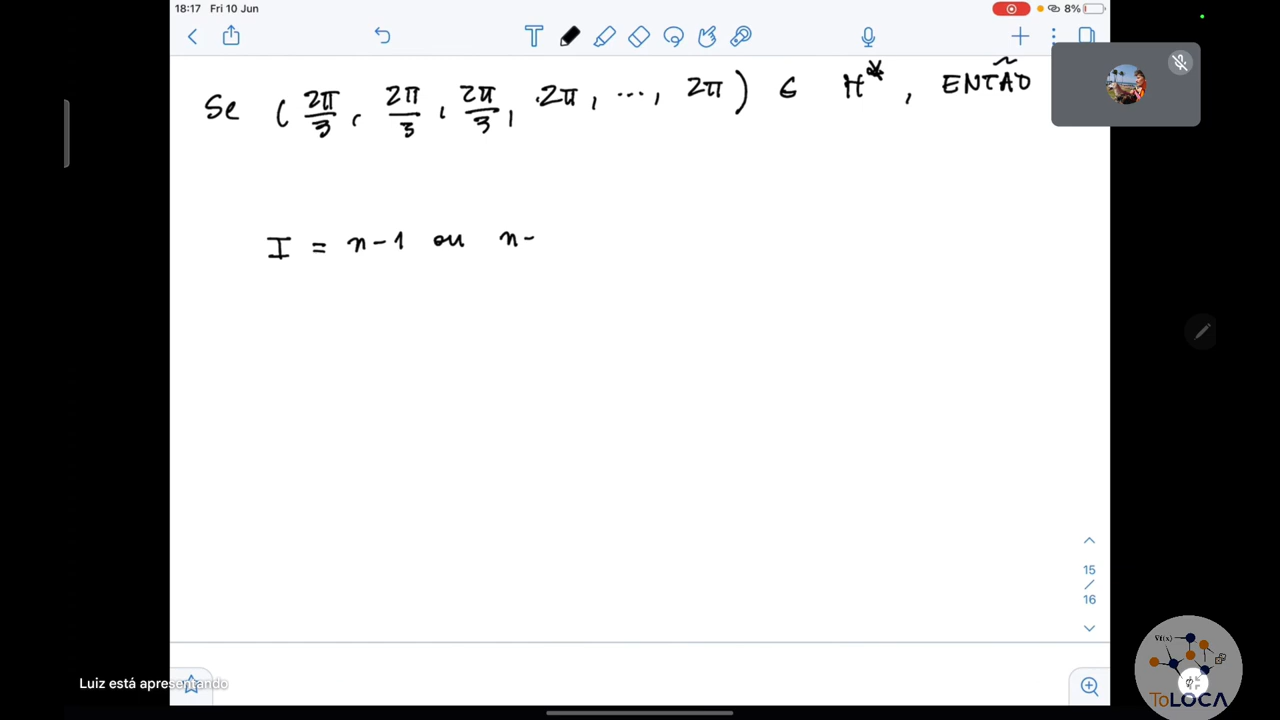 18:17 Fri 10 Jun
8%
Se ( 2π/3 , 2π/3 , 2π/3 , 2π , ... , 2π ) ∈ M* , ENTÃO
I = n-1 ou n-
15
/
16
Luiz está apresentando
∇f(x)
ToLOCA